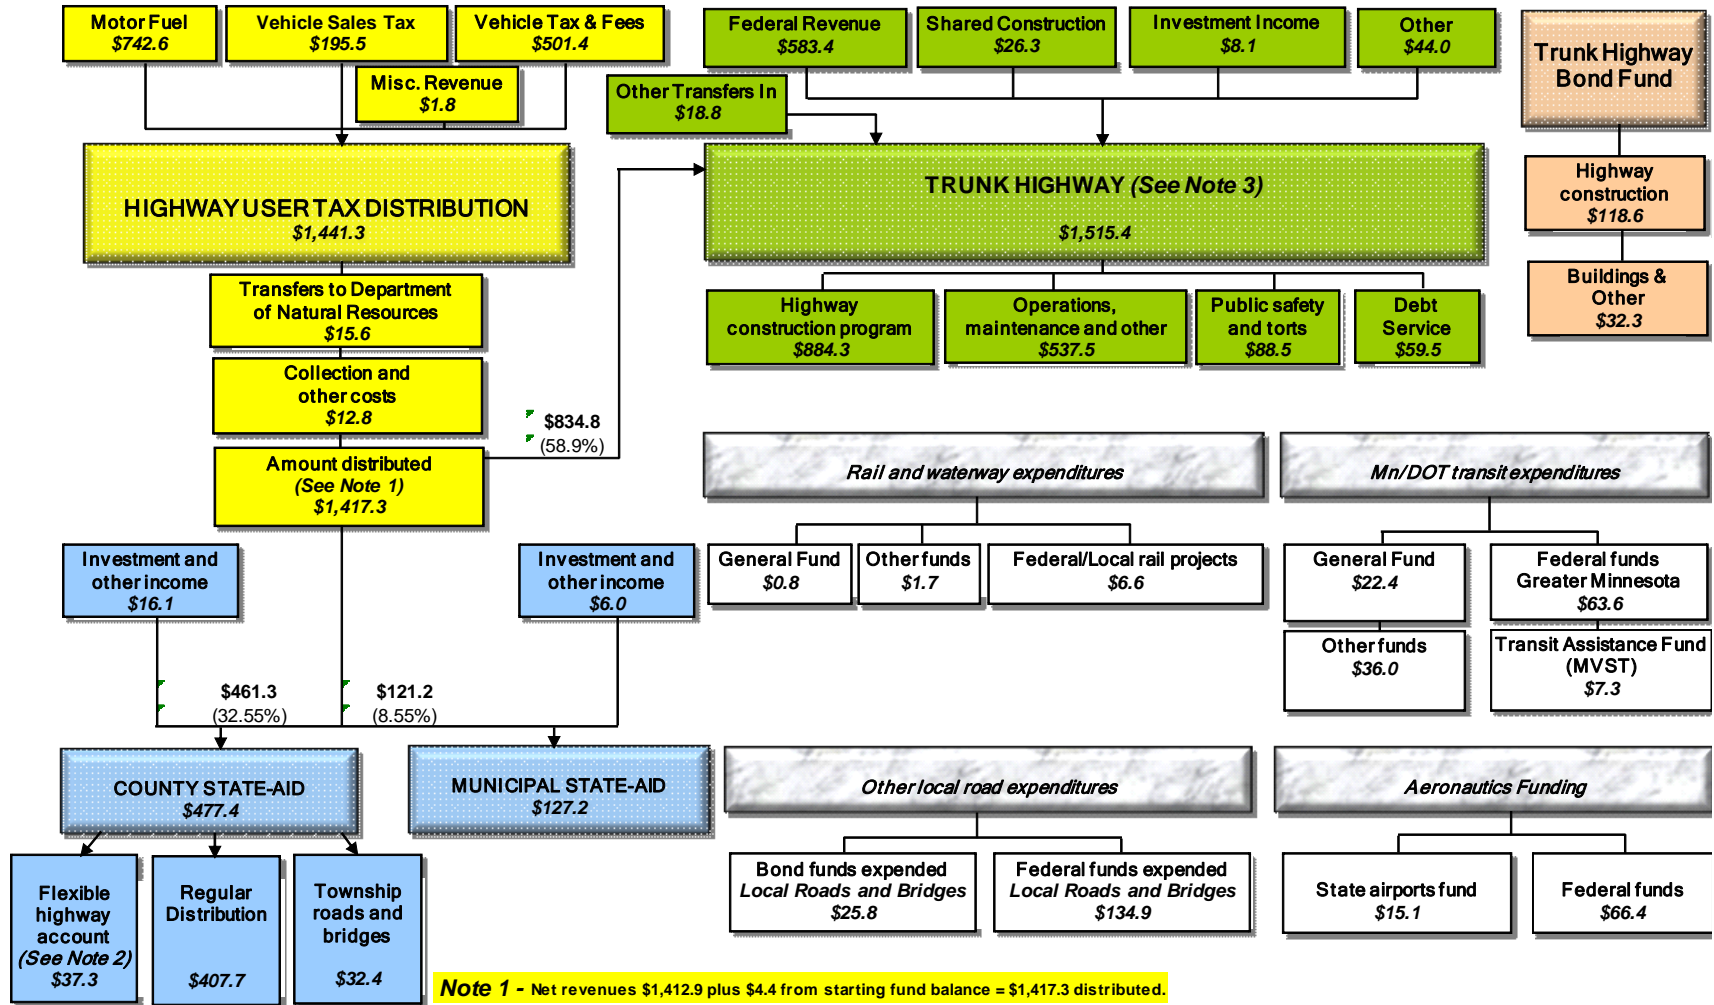 Motor Fuel
$742.6
Vehicle Sales Tax
$195.5
Vehicle Tax & Fees
$501.4
Misc. Revenue
$1.8
HIGHWAY USER TAX DISTRIBUTION
$1,441.3
Transfers to Department
of Natural Resources
$15.6
Collection and
other costs
$12.8
Amount distributed
(See Note 1)
$1,417.3
$834.8
(58.9%)
Federal Revenue
$583.4
Shared Construction
$26.3
Investment Income
$8.1
Other
$44.0
Other Transfers In
$18.8
TRUNK HIGHWAY (See Note 3)
$1,515.4
Highway
construction program
$884.3
Operations,
maintenance and other
$537.5
Public safety
and torts
$88.5
Debt
Service
$59.5
Trunk Highway
Bond Fund
Highway
construction
$118.6
Buildings &
Other
$32.3
Rail and waterway expenditures
General Fund
$0.8
Other funds
$1.7
Federal/Local rail projects
$6.6
Mn/DOT transit expenditures
General Fund
$22.4
Federal funds
Greater Minnesota
$63.6
Other funds
$36.0
Transit Assistance Fund
(MVST)
$7.3
Investment and
other income
$16.1
Investment and
other income
$6.0
$461.3
(32.55%)
$121.2
(8.55%)
COUNTY STATE-AID
$477.4
MUNICIPAL STATE-AID
$127.2
Flexible
highway
account
(See Note 2)
$37.3
Regular
Distribution
$407.7
Township
roads and
bridges
$32.4
Other local road expenditures
Bond funds expended
Local Roads and Bridges
$25.8
Federal funds expended
Local Roads and Bridges
$134.9
Aeronautics Funding
State airports fund
$15.1
Federal funds
$66.4
Note 1 - Net revenues $1,412.9 plus $4.4 from starting fund balance = $1,417.3 distributed.